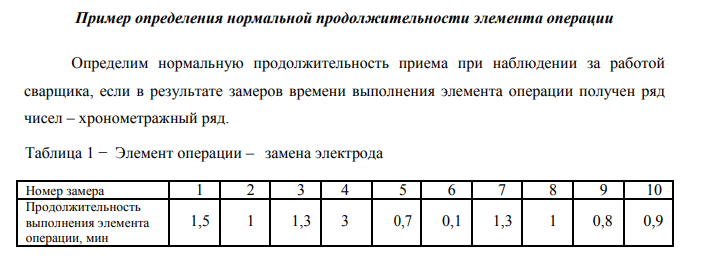 Пример определения нормальной продолжительности элемента операции
Определим нормальную продолжительность приема при наблюдении за работой
сварщика, если в результате замеров времени выполнения элемента операции получен ряд
чисел – хронометражный ряд.
Таблица 1 − Элемент операции – замена электрода
Номер замера 1 2 3 4 5 6 7 8 9 10
Продолжительность
выполнения элемента 1,5 1 1,3 3 0,7 0,1 1,3 1 0,8 0,9
операции, мин